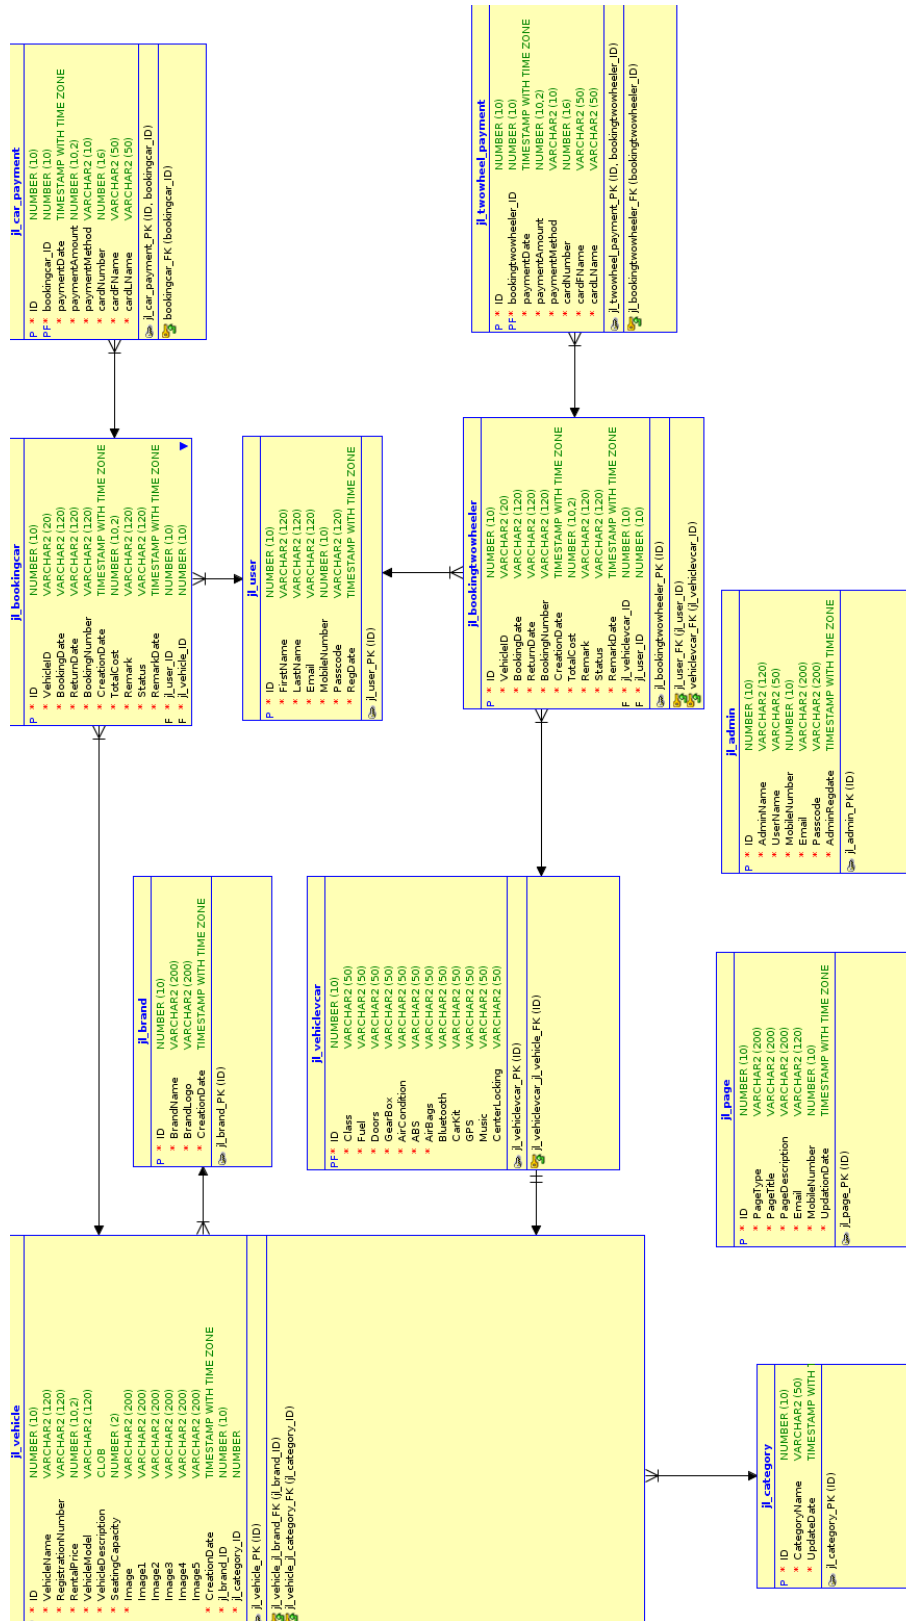 jl_vehicle
P * ID NUMBER (10)
* VehicleName VARCHAR2 (120)
* RegistrationNumber VARCHAR2 (120)
* RentalPrice NUMBER (10,2)
* VehicleModel VARCHAR2 (120)
* VehicleDescription CLOB
* SeatingCapacity NUMBER (2)
* Image VARCHAR2 (200)
Image1 VARCHAR2 (200)
Image2 VARCHAR2 (200)
Image3 VARCHAR2 (200)
Image4 VARCHAR2 (200)
Image5 VARCHAR2 (200)
* CreationDate TIMESTAMP WITH TIME ZONE
* jl_brand_ID NUMBER (10)
* jl_category_ID NUMBER
jl_vehicle_PK (ID)
jl_vehicle_jl_brand_FK (jl_brand_ID)
jl_vehicle_jl_category_FK (jl_category_ID)
jl_brand
P * ID NUMBER (10)
* BrandName VARCHAR2 (200)
* BrandLogo VARCHAR2 (200)
* CreationDate TIMESTAMP WITH TIME ZONE
jl_brand_PK (ID)
jl_bookingcar
P * ID NUMBER (10)
* VehicleID VARCHAR2 (20)
* BookingDate VARCHAR2 (120)
* ReturnDate VARCHAR2 (120)
* BookingNumber VARCHAR2 (120)
* CreationDate TIMESTAMP WITH TIME ZONE
* TotalCost NUMBER (10,2)
* Remark VARCHAR2 (120)
* Status VARCHAR2 (120)
* RemarkDate TIMESTAMP WITH TIME ZONE
F * jl_user_ID NUMBER (10)
F * jl_vehicle_ID NUMBER (10)
jl_car_payment
P * ID NUMBER (10)
PF* bookingcar_ID NUMBER (10)
* paymentDate TIMESTAMP WITH TIME ZONE
* paymentAmount NUMBER (10,2)
* paymentMethod VARCHAR2 (10)
* cardNumber NUMBER (16)
* cardFName VARCHAR2 (50)
* cardLName VARCHAR2 (50)
jl_car_payment_PK (ID, bookingcar_ID)
bookingcar_FK (bookingcar_ID)
jl_vehiclevcar
PF* ID NUMBER (10)
* Class VARCHAR2 (50)
* Fuel VARCHAR2 (50)
* Doors VARCHAR2 (50)
* GearBox VARCHAR2 (50)
* AirCondition VARCHAR2 (50)
* ABS VARCHAR2 (50)
* AirBags VARCHAR2 (50)
Bluetooth VARCHAR2 (50)
CarKit VARCHAR2 (50)
GPS VARCHAR2 (50)
Music VARCHAR2 (50)
CenterLocking VARCHAR2 (50)
jl_vehiclevcar_PK (ID)
jl_vehiclevcar_jl_vehicle_FK (ID)
jl_user
P * ID NUMBER (10)
* FirstName VARCHAR2 (120)
* LastName VARCHAR2 (120)
* Email VARCHAR2 (120)
* MobileNumber NUMBER (10)
* Passcode VARCHAR2 (120)
* RegDate TIMESTAMP WITH TIME ZONE
jl_user_PK (ID)
jl_bookingtwowheeler
P * ID NUMBER (10)
* VehicleID VARCHAR2 (20)
* BookingDate VARCHAR2 (120)
* ReturnDate VARCHAR2 (120)
* BookingNumber VARCHAR2 (120)
* CreationDate TIMESTAMP WITH TIME ZONE
* TotalCost NUMBER (10,2)
* Remark VARCHAR2 (120)
* Status VARCHAR2 (120)
* RemarkDate TIMESTAMP WITH TIME ZONE
F * jl_vehiclevcar_ID NUMBER (10)
F * jl_user_ID NUMBER (10)
jl_bookingtwowheeler_PK (ID)
jl_user_FK (jl_user_ID)
vehiclevcar_FK (jl_vehiclevcar_ID)
jl_twowheel_payment
P * ID NUMBER (10)
PF* bookingtwowheeler_ID NUMBER (10)
* paymentDate TIMESTAMP WITH TIME ZONE
* paymentAmount NUMBER (10,2)
* paymentMethod VARCHAR2 (10)
* cardNumber NUMBER (16)
* cardFName VARCHAR2 (50)
* cardLName VARCHAR2 (50)
jl_twowheel_payment_PK (ID, bookingtwowheeler_ID)
jl_bookingtwowheeler_FK (bookingtwowheeler_ID)
jl_category
P * ID NUMBER (10)
* CategoryName VARCHAR2 (50)
* UpdateDate TIMESTAMP WITH
jl_category_PK (ID)
jl_page
P * ID NUMBER (10)
* PageType VARCHAR2 (200)
* PageTitle VARCHAR2 (200)
* PageDescription VARCHAR2 (200)
* Email VARCHAR2 (120)
* MobileNumber NUMBER (10)
* UpdationDate TIMESTAMP WITH TIME ZONE
jl_page_PK (ID)
jl_admin
P * ID NUMBER (10)
* AdminName VARCHAR2 (120)
* UserName VARCHAR2 (50)
* MobileNumber NUMBER (10)
* Email VARCHAR2 (200)
* Passcode VARCHAR2 (200)
* AdminRegdate TIMESTAMP WITH TIME ZONE
jl_admin_PK (ID)